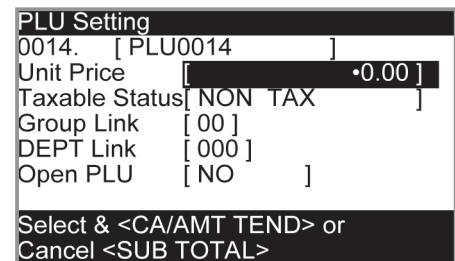 PLU Setting
0014. [ PLU0014 ]
Unit Price [ •0.00 ]
Taxable Status[ NON TAX ]
Group Link [ 00 ]
DEPT Link [ 000 ]
Open PLU [ NO ]
Select & <CA/AMT TEND> or
Cancel <SUB TOTAL>